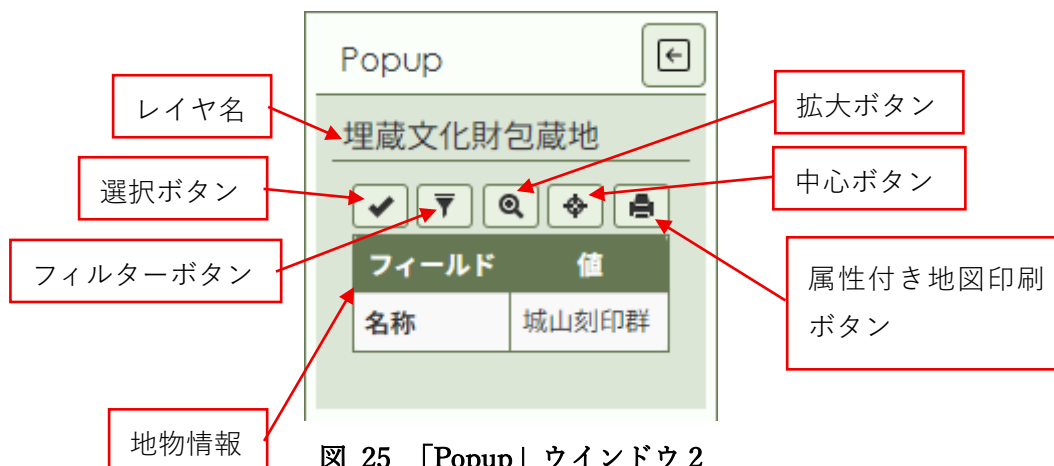 Popup
レイヤ名
拡大ボタン
埋蔵文化財包蔵地
選択ボタン
中心ボタン
フィルターボタン
フィールド 値
属性付き地図印刷
ボタン
名称 城山刻印群
地物情報
図 25 「Popup」ウインドウ 2